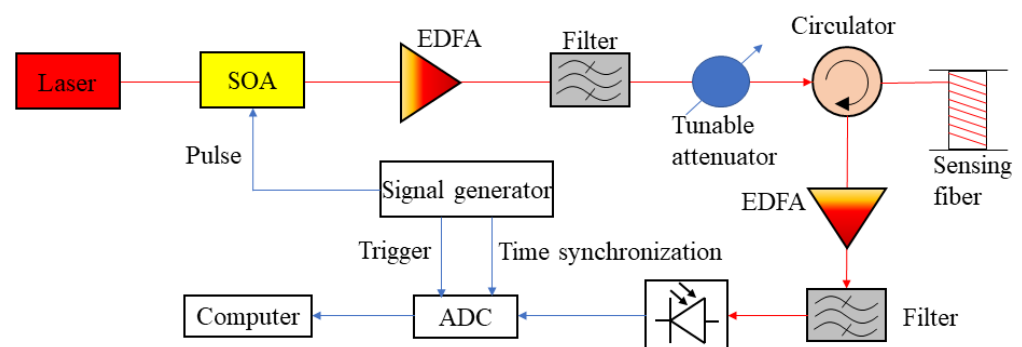 Circulator
EDFA
Filter
Laser
SOA
Tunable
attenuator
Sensing
fiber
Pulse
Signal generator
EDFA
Trigger
Time synchronization
Computer
ADC
Filter